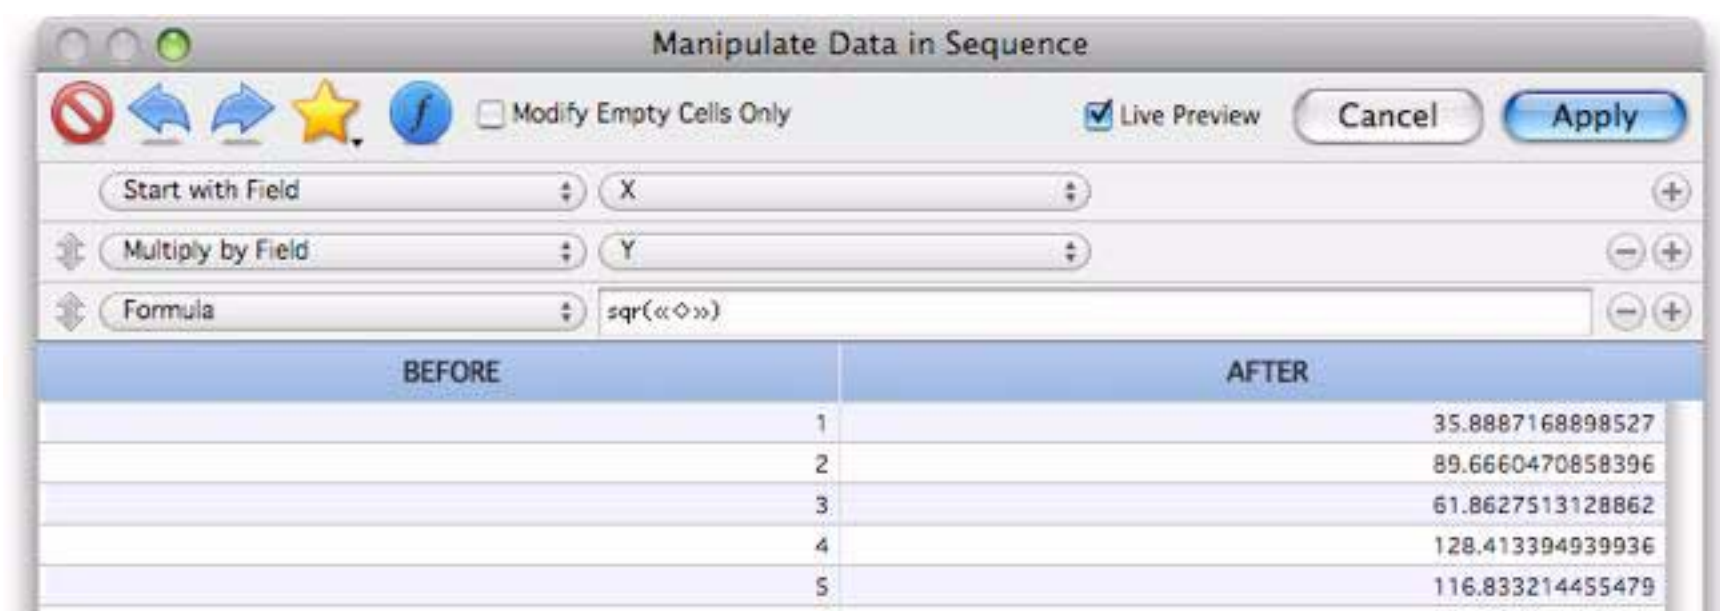 Manipulate Data in Sequence
f Modify Empty Cells Only Live Preview Cancel Apply
Start with Field X
Multiply by Field Y
Formula sqr(«◇»)
BEFORE AFTER
1 35.8887168898527
2 89.6660470858396
3 61.8627513128862
4 128.413394939936
5 116.833214455479